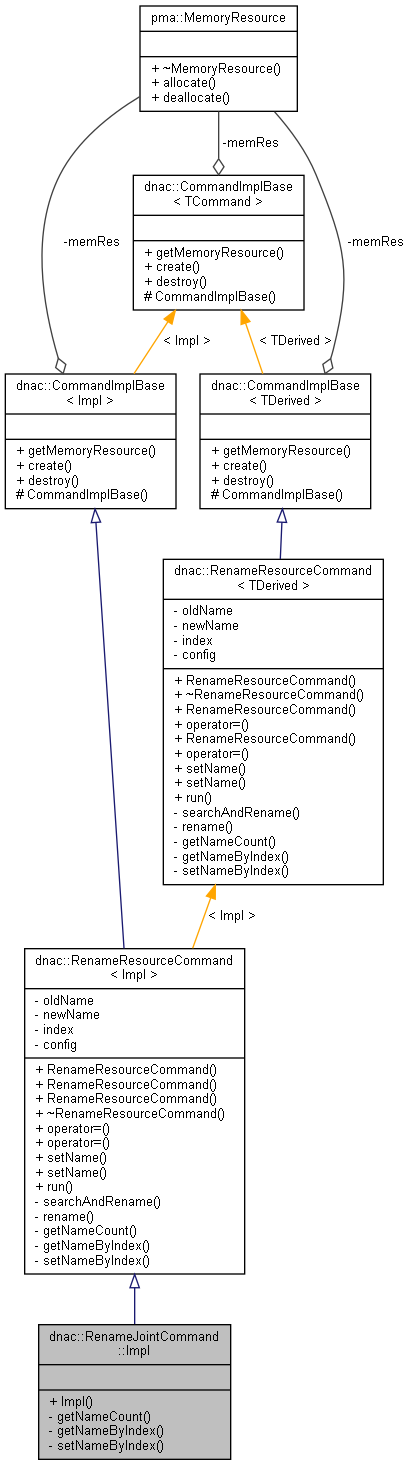 pma::MemoryResource
+ ~MemoryResource()
+ allocate()
+ deallocate()
-memRes
dnac::CommandImplBase
< TCommand >
+ getMemoryResource()
+ create()
+ destroy()
# CommandImplBase()
-memRes
-memRes
< Impl >
< TDerived >
dnac::CommandImplBase
< Impl >
+ getMemoryResource()
+ create()
+ destroy()
# CommandImplBase()
dnac::CommandImplBase
< TDerived >
+ getMemoryResource()
+ create()
+ destroy()
# CommandImplBase()
dnac::RenameResourceCommand
< TDerived >
- oldName
- newName
- index
- config
+ RenameResourceCommand()
+ ~RenameResourceCommand()
+ RenameResourceCommand()
+ operator=()
+ RenameResourceCommand()
+ operator=()
+ setName()
+ setName()
+ run()
- searchAndRename()
- rename()
- getNameCount()
- getNameByIndex()
- setNameByIndex()
< Impl >
dnac::RenameResourceCommand
< Impl >
- oldName
- newName
- index
- config
+ RenameResourceCommand()
+ RenameResourceCommand()
+ RenameResourceCommand()
+ ~RenameResourceCommand()
+ operator=()
+ operator=()
+ setName()
+ setName()
+ run()
- searchAndRename()
- rename()
- getNameCount()
- getNameByIndex()
- setNameByIndex()
dnac::RenameJointCommand
::Impl
+ Impl()
- getNameCount()
- getNameByIndex()
- setNameByIndex()